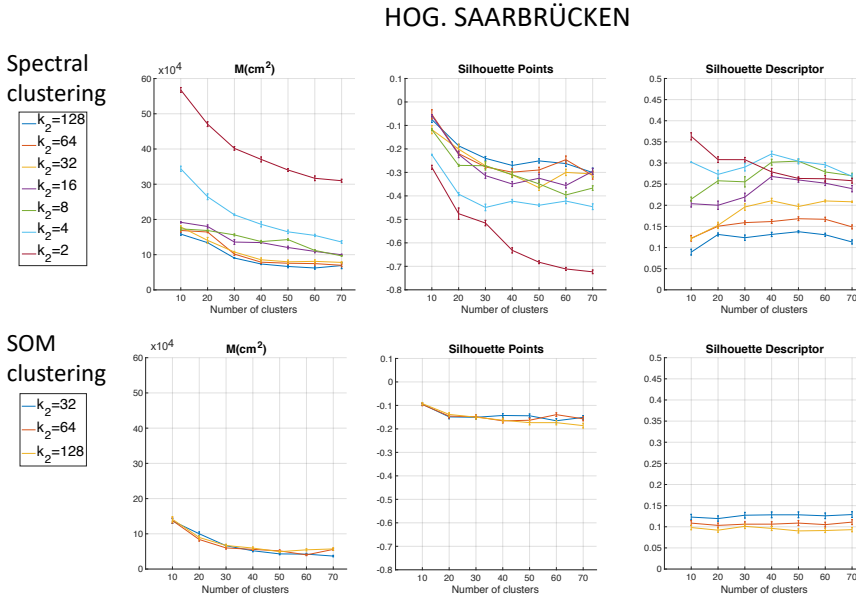 HOG. SAARBRÜCKEN
Spectral
clustering
k2=128
k2=64
k2=32
k2=16
k2=8
k2=4
k2=2
×10⁴
M(cm²)
60
50
40
30
20
10
0
10 20 30 40 50 60 70
Number of clusters
Silhouette Points
0.1
0
-0.1
-0.2
-0.3
-0.4
-0.5
-0.6
-0.7
-0.8
10 20 30 40 50 60 70
Number of clusters
Silhouette Descriptor
0.5
0.45
0.4
0.35
0.3
0.25
0.2
0.15
0.1
0.05
0
10 20 30 40 50 60 70
Number of clusters
SOM
clustering
k2=32
k2=64
k2=128
×10⁴
M(cm²)
60
50
40
30
20
10
0
10 20 30 40 50 60 70
Number of clusters
Silhouette Points
0.1
0
-0.1
-0.2
-0.3
-0.4
-0.5
-0.6
-0.7
-0.8
10 20 30 40 50 60 70
Number of clusters
Silhouette Descriptor
0.5
0.45
0.4
0.35
0.3
0.25
0.2
0.15
0.1
0.05
0
10 20 30 40 50 60 70
Number of clusters